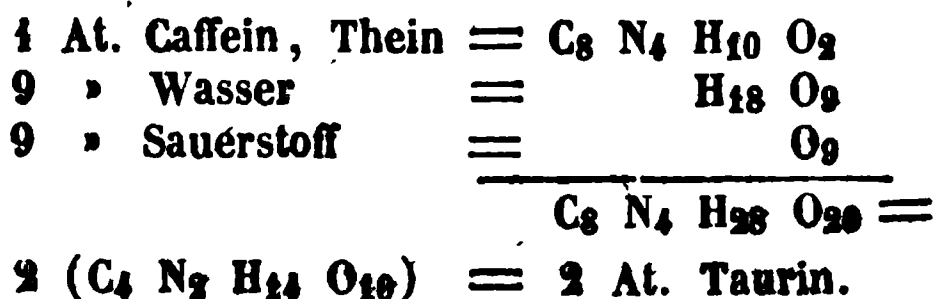 1 At. Caffein, Thein = C₈ N₄ H₁₀ O₂
9 » Wasser = H₁₈ O₉
9 » Sauerstoff = O₉
C₈ N₄ H₂₈ O₂₀ =
2 (C₄ N₂ H₁₄ O₁₀) = 2 At. Taurin.